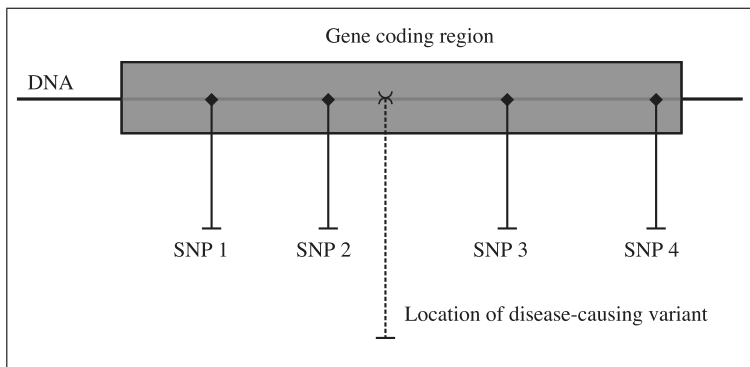 Gene coding region
DNA
SNP 1 SNP 2 SNP 3 SNP 4
Location of disease-causing variant